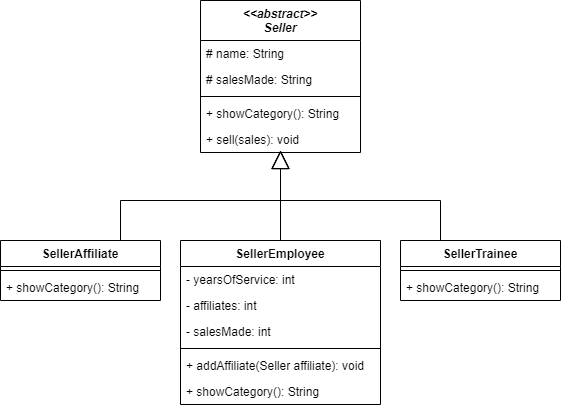 <<abstract>>
Seller
# name: String
# salesMade: String
+ showCategory(): String
+ sell(sales): void
SellerAffiliate
+ showCategory(): String
SellerEmployee
- yearsOfService: int
- affiliates: int
- salesMade: int
+ addAffiliate(Seller affiliate): void
+ showCategory(): String
SellerTrainee
+ showCategory(): String